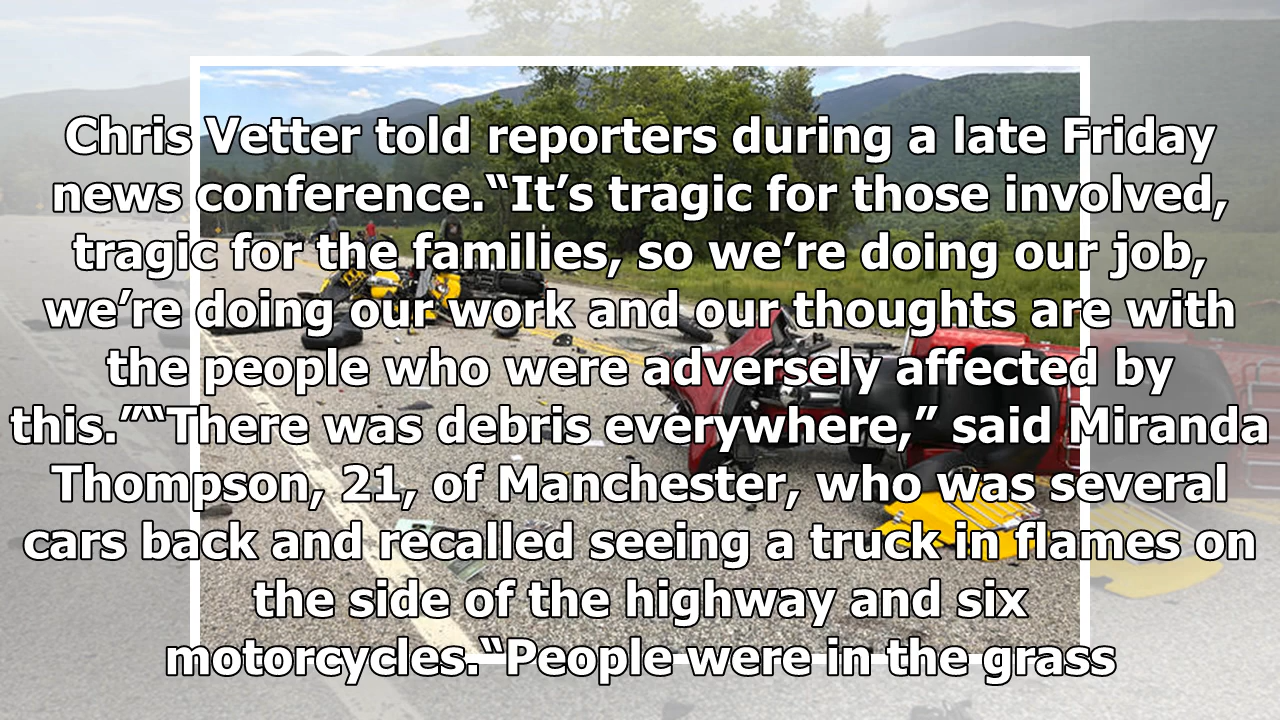 Chris Vetter told reporters during a late Friday
news conference.“It’s tragic for those involved,
tragic for the families, so we’re doing our job,
we’re doing our work and our thoughts are with
the people who were adversely affected by
this.”“There was debris everywhere,” said Miranda
Thompson, 21, of Manchester, who was several
cars back and recalled seeing a truck in flames on
the side of the highway and six
motorcycles.“People were in the grass